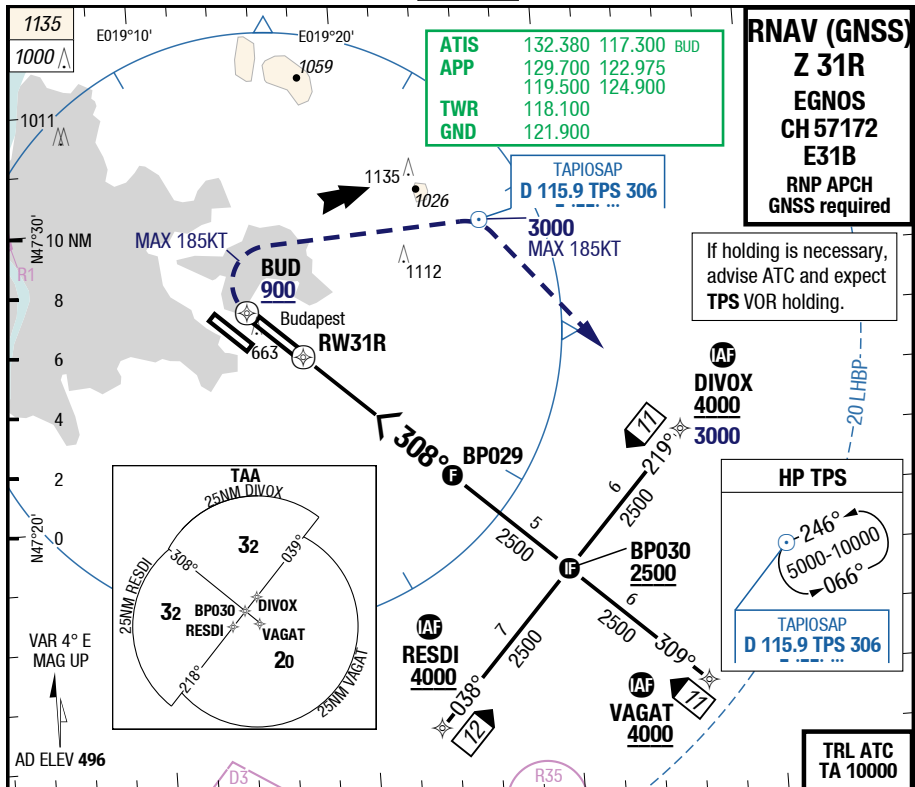 1135
1000
E019°10'
E019°20'
1059
1011
ATIS 132.380 117.300 BUD
APP 129.700 122.975
119.500 124.900
TWR 118.100
GND 121.900
RNAV (GNSS)
Z 31R
EGNOS
CH 57172
E31B
RNP APCH
GNSS required
1135
1026
TAPIOSAP
D 115.9 TPS 306
3000
MAX 185KT
1112
N47°30'
10 NM
R1
MAX 185KT
BUD
900
Budapest
663
RW31R
If holding is necessary,
advise ATC and expect
TPS VOR holding.
8
6
4
2
0
N47°20'
20 LHBP
IAF
DIVOX
4000
3000
11
219°
6
2500
308°
F
BP029
5
2500
IF
BP030
2500
6
2500
309°
11
IAF
VAGAT
4000
7
2500
038°
12
IAF
RESDI
4000
TAA
25NM DIVOX
32
308°
039°
25NM RESDI
32
BP030
DIVOX
RESDI
VAGAT
20
218°
25NM VAGAT
HP TPS
246°
5000-10000
066°
TAPIOSAP
D 115.9 TPS 306
VAR 4° E
MAG UP
AD ELEV 496
D3
R35
TRL ATC
TA 10000